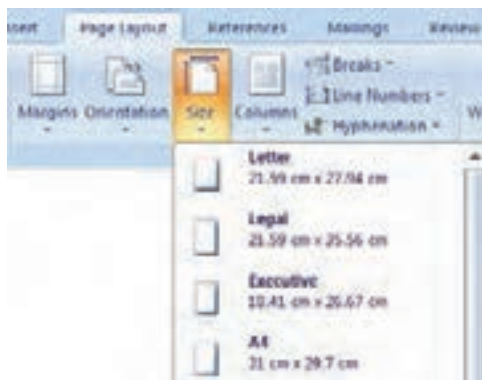 Insert Page Layout References Mailings Review
Margins Orientation Size Columns
Breaks
Line Numbers
Hyphenation
Letter
21.59 cm x 27.94 cm
Legal
21.59 cm x 35.56 cm
Executive
18.41 cm x 26.67 cm
A4
21 cm x 29.7 cm